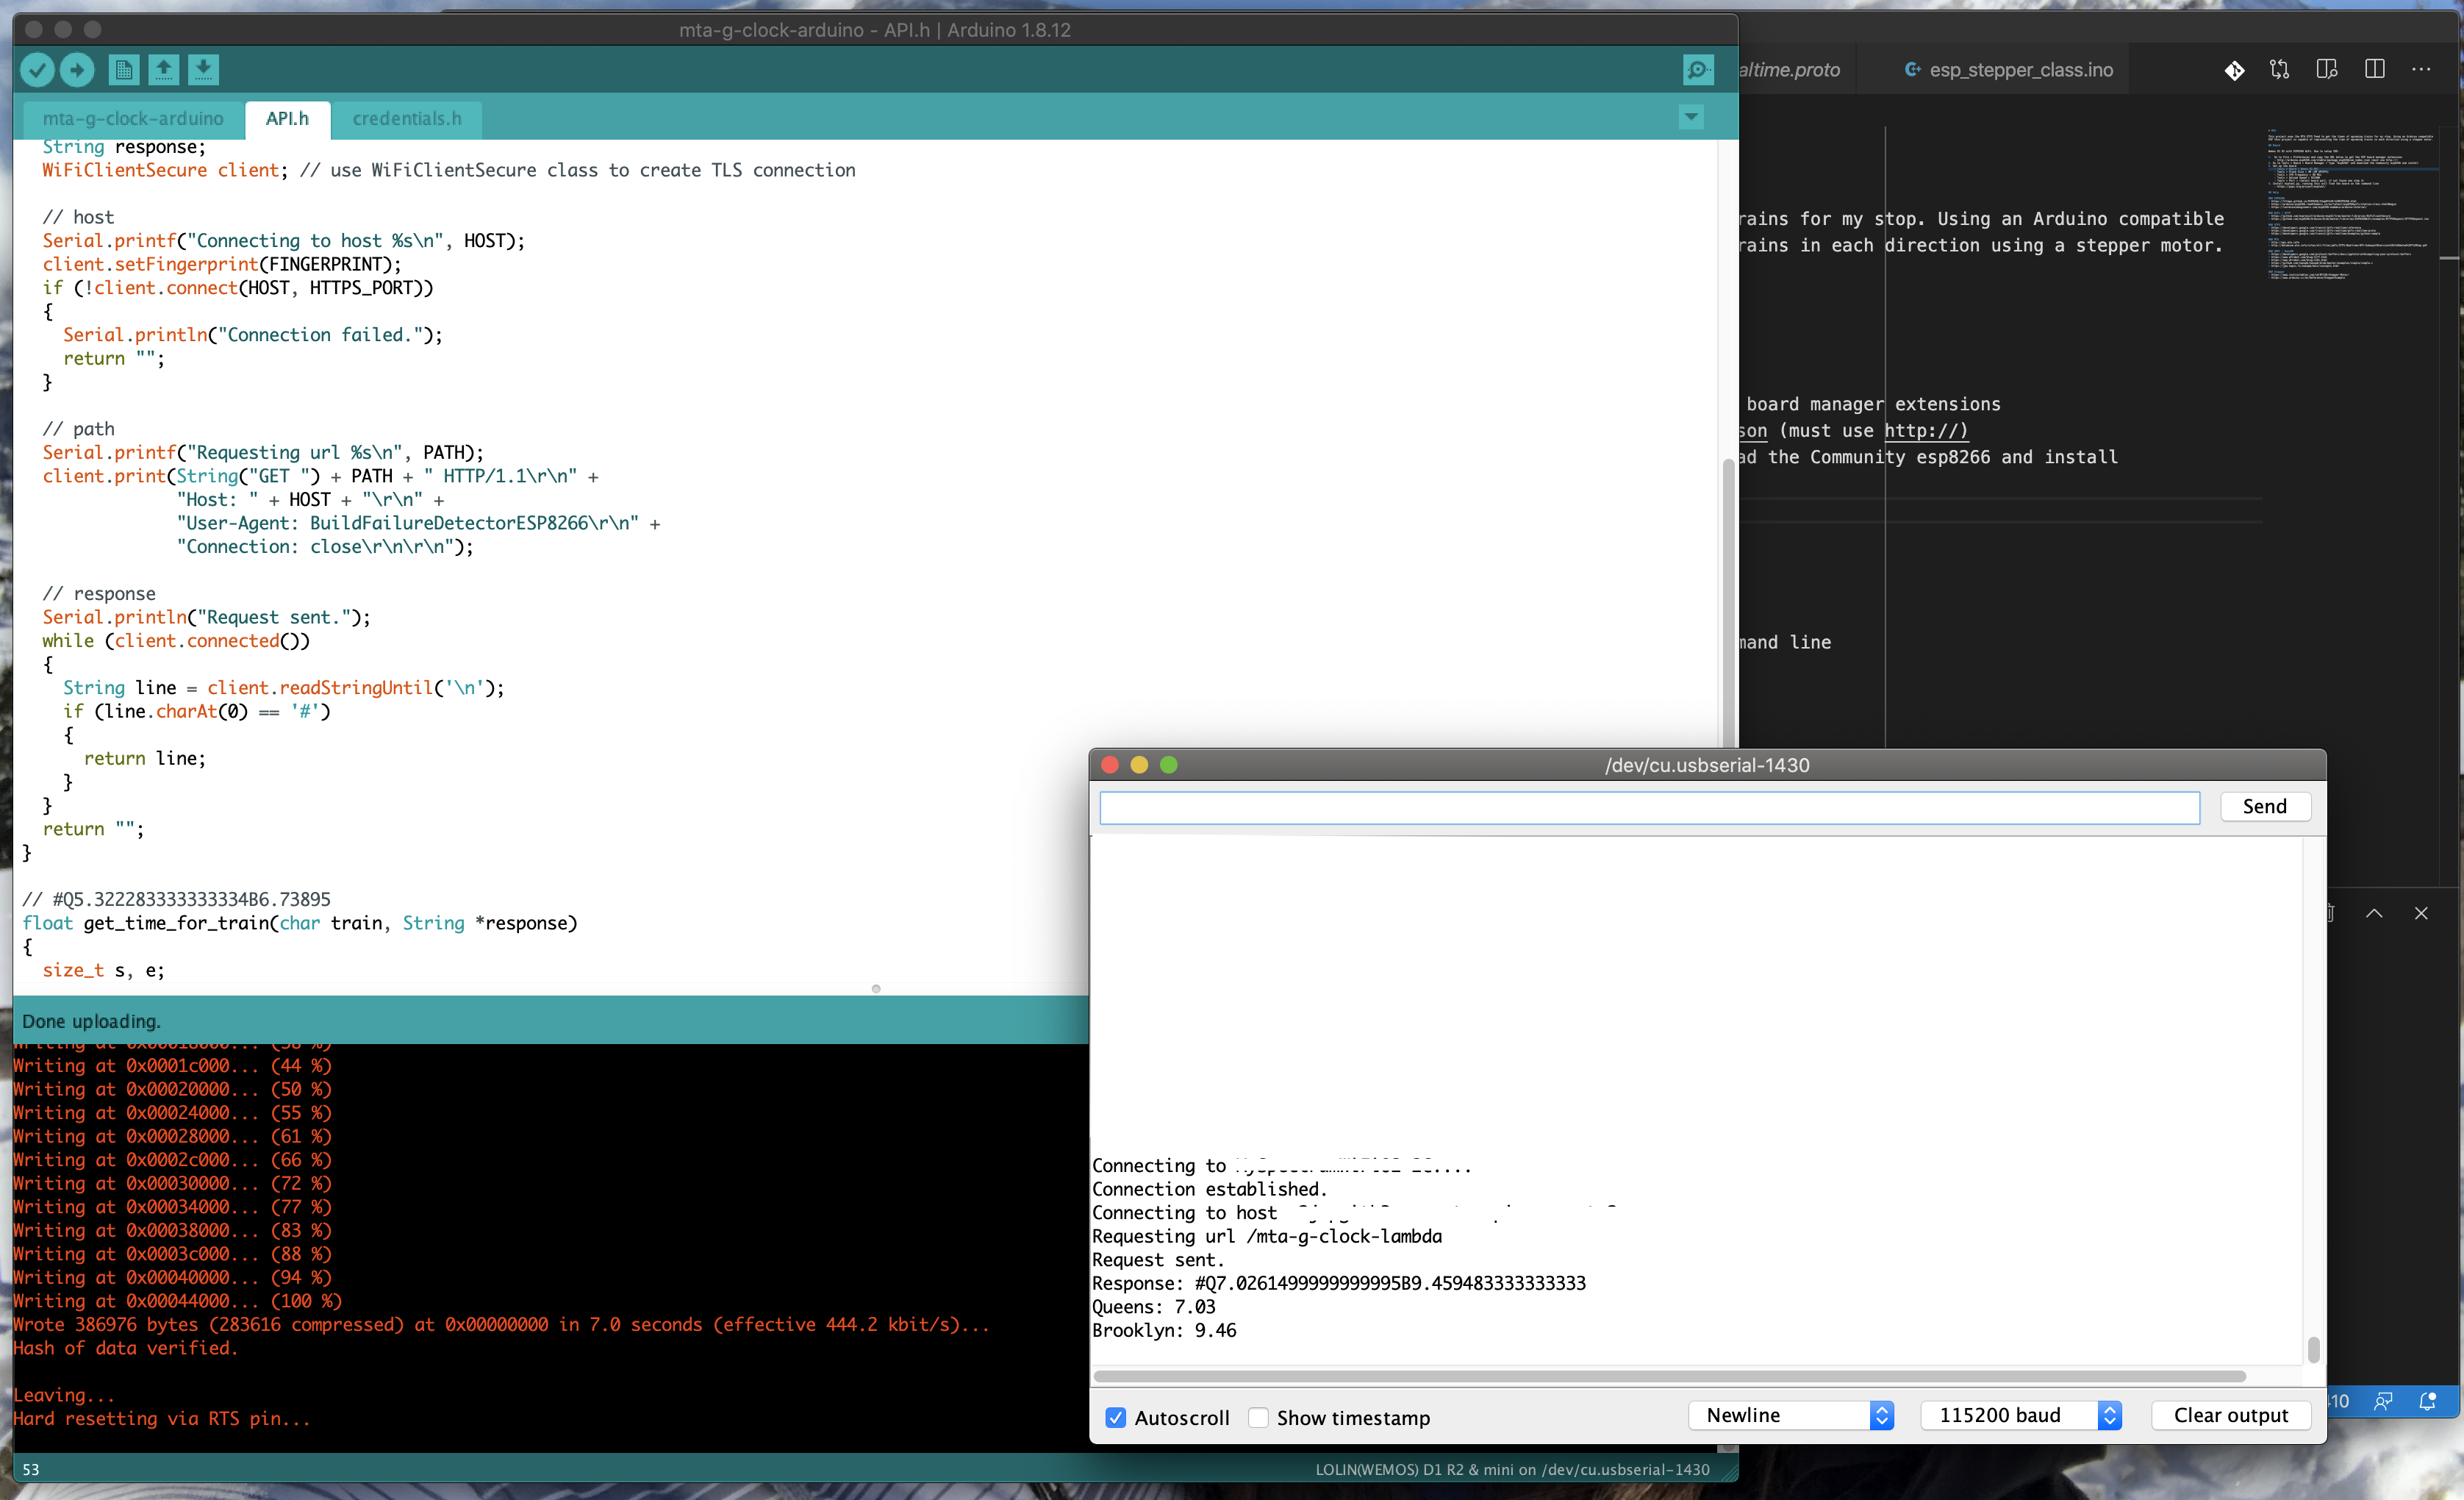 mta-g-clock-arduino - API.h | Arduino 1.8.12
mta-g-clock-arduino
API.h
credentials.h
String response;
WiFiClientSecure client; // use WiFiClientSecure class to create TLS connection
// host
Serial.printf("Connecting to host %s\n", HOST);
client.setFingerprint(FINGERPRINT);
if (!client.connect(HOST, HTTPS_PORT))
{
Serial.println("Connection failed.");
return "";
}
// path
Serial.printf("Requesting url %s\n", PATH);
client.print(String("GET ") + PATH + " HTTP/1.1\r\n" +
"Host: " + HOST + "\r\n" +
"User-Agent: BuildFailureDetectorESP8266\r\n" +
"Connection: close\r\n\r\n");
// response
Serial.println("Request sent.");
while (client.connected())
{
String line = client.readStringUntil('\n');
if (line.charAt(0) == '#')
{
return line;
}
}
return "";
}
// #Q5.322283333333334B6.73895
float get_time_for_train(char train, String *response)
{
size_t s, e;
Done uploading.
Writing at 0x0001c000... (44 %)
Writing at 0x00020000... (50 %)
Writing at 0x00024000... (55 %)
Writing at 0x00028000... (61 %)
Writing at 0x0002c000... (66 %)
Writing at 0x00030000... (72 %)
Writing at 0x00034000... (77 %)
Writing at 0x00038000... (83 %)
Writing at 0x0003c000... (88 %)
Writing at 0x00040000... (94 %)
Writing at 0x00044000... (100 %)
Wrote 386976 bytes (283616 compressed) at 0x00000000 in 7.0 seconds (effective 444.2 kbit/s)...
Hash of data verified.
Leaving...
Hard resetting via RTS pin...
53
LOLIN(WEMOS) D1 R2 & mini on /dev/cu.usbserial-1430
altime.proto
esp_stepper_class.ino
rains for my stop. Using an Arduino compatible
rains in each direction using a stepper motor.
board manager extensions
son (must use http://)
ad the Community esp8266 and install
mand line
/dev/cu.usbserial-1430
Send
Connecting to
Connection established.
Connecting to host
Requesting url /mta-g-clock-lambda
Request sent.
Response: #Q7.0261499999999995B9.459483333333333
Queens: 7.03
Brooklyn: 9.46
Autoscroll
Show timestamp
Newline
115200 baud
Clear output
10